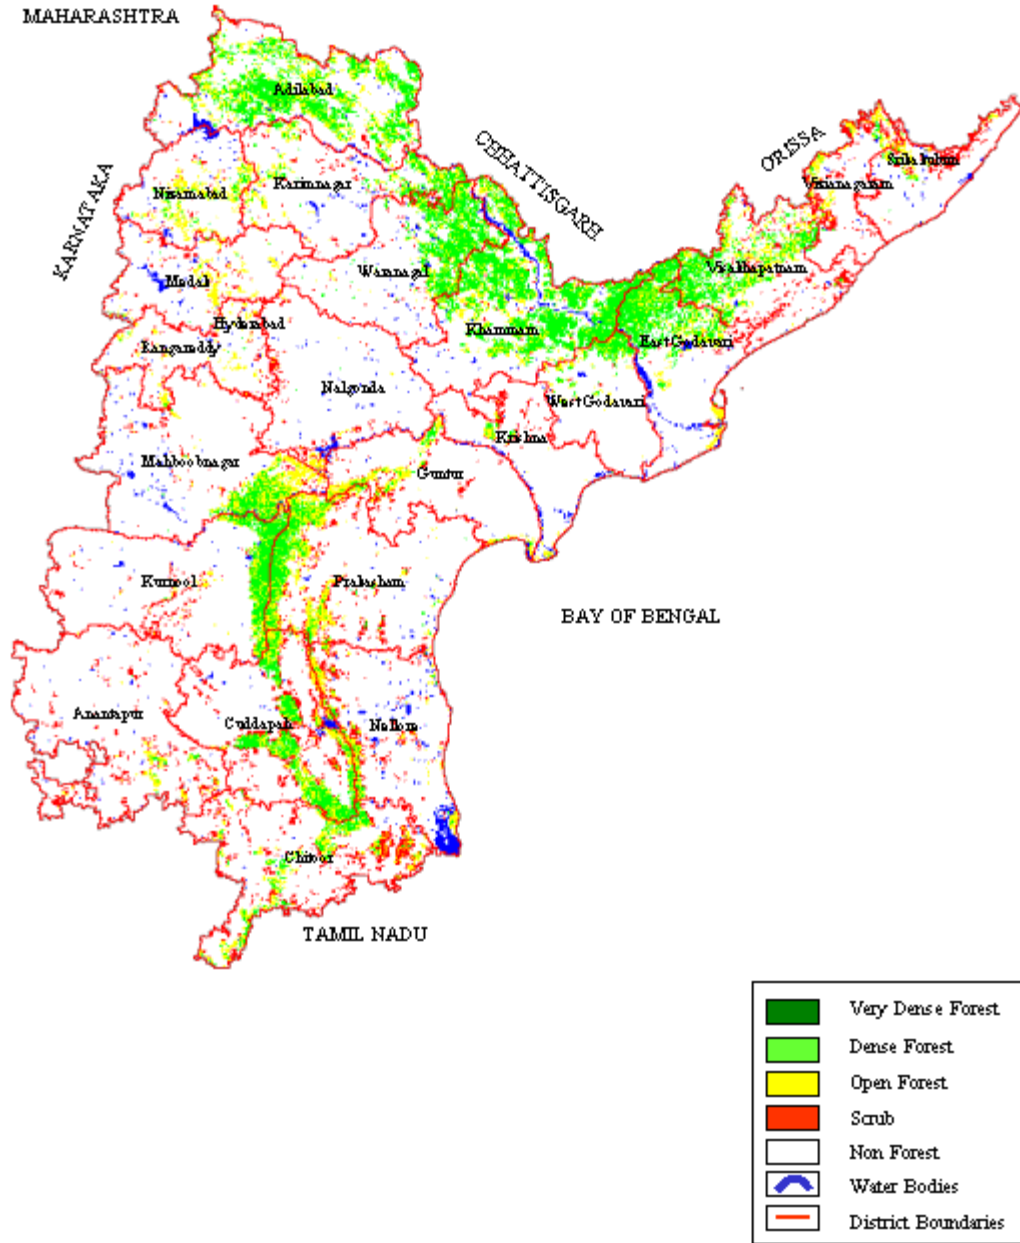 MAHARASHTRA
Adilabad
CHHATTISGARH
ORISSA
Srikakulum
Vizianagaram
KARNATAKA
Nizamabad
Karimnagar
Medak
Warangal
Visakhapatnam
Hyderabad
Khammam
East Godavari
Rangareddy
Nalgonda
West Godavari
Krishna
Mahboobnagar
Guntur
Kurnool
Prakasham
BAY OF BENGAL
Anantapur
Cuddapah
Nellore
Chitoor
TAMIL NADU
Very Dense Forest
Dense Forest
Open Forest
Scrub
Non Forest
Water Bodies
District Boundaries